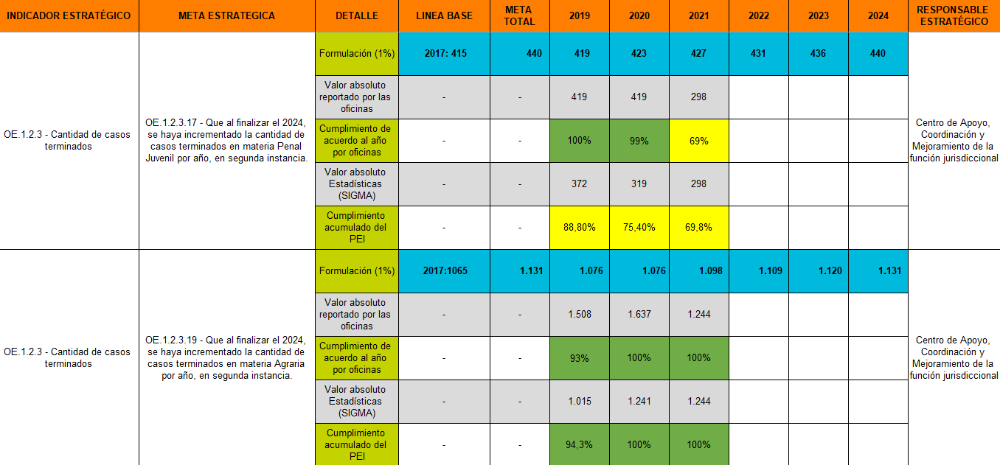 INDICADOR ESTRATÉGICO META ESTRATEGICA DETALLE LINEA BASE META TOTAL 2019 2020 2021 2022 2023 2024 RESPONSABLE ESTRATÉGICO
OE.1.2.3 - Cantidad de casos
terminados
OE.1.2.3.17 - Que al finalizar el 2024,
se haya incrementado la cantidad de
casos terminados en materia Penal
Juvenil por año, en segunda instancia.
Formulación (1%) 2017: 415 440 419 423 427 431 436 440
Valor absoluto
reportado por las
oficinas
- - 419 419 298
Cumplimiento de
acuerdo al año
por oficinas
- - 100% 99% 69%
Valor absoluto
Estadísticas
(SIGMA)
- - 372 319 298
Cumplimiento
acumulado del
PEI
- - 88,80% 75,40% 69,8%
Centro de Apoyo,
Coordinación y
Mejoramiento de la
función jurisdiccional
OE.1.2.3 - Cantidad de casos
terminados
OE.1.2.3.19 - Que al finalizar el 2024,
se haya incrementado la cantidad de
casos terminados en materia Agraria
por año, en segunda instancia.
Formulación (1%) 2017:1065 1.131 1.076 1.076 1.098 1.109 1.120 1.131
Valor absoluto
reportado por las
oficinas
- - 1.508 1.637 1.244
Cumplimiento de
acuerdo al año
por oficinas
- - 93% 100% 100%
Valor absoluto
Estadísticas
(SIGMA)
- - 1.015 1.241 1.244
Cumplimiento
acumulado del
PEI
- - 94,3% 100% 100%
Centro de Apoyo,
Coordinación y
Mejoramiento de la
función jurisdiccional